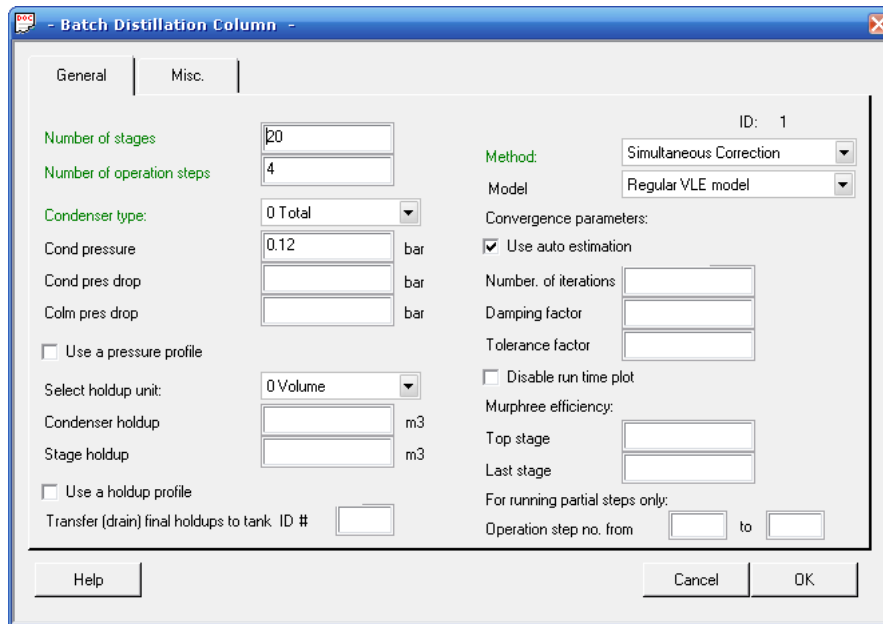 - Batch Distillation Column -
General
Misc.
ID: 1
Number of stages
20
Number of operation steps
4
Condenser type:
0 Total
Cond pressure
0.12
bar
Cond pres drop
bar
Colm pres drop
bar
Use a pressure profile
Select holdup unit:
0 Volume
Condenser holdup
m3
Stage holdup
m3
Use a holdup profile
Transfer (drain) final holdups to tank ID #
Method:
Simultaneous Correction
Model
Regular VLE model
Convergence parameters:
Use auto estimation
Number. of iterations
Damping factor
Tolerance factor
Disable run time plot
Murphree efficiency:
Top stage
Last stage
For running partial steps only:
Operation step no. from to
Help
Cancel
OK